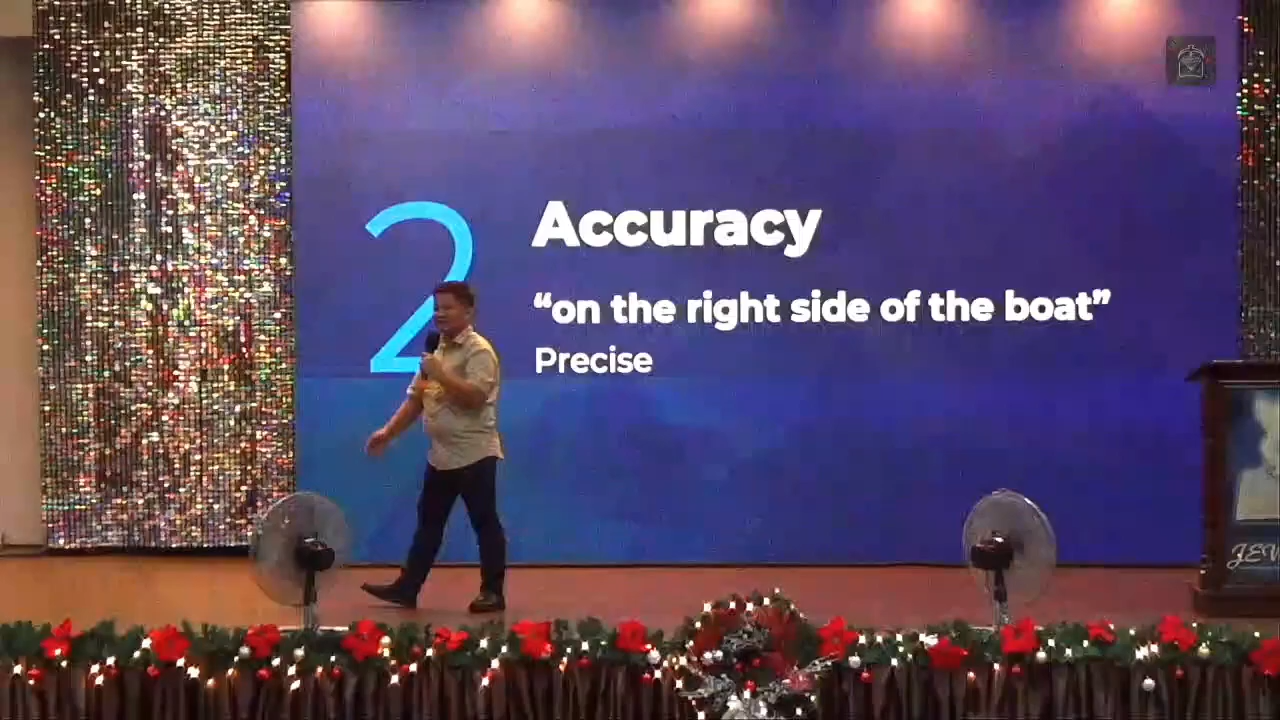 2
Accuracy
“on the right side of the boat”
Precise